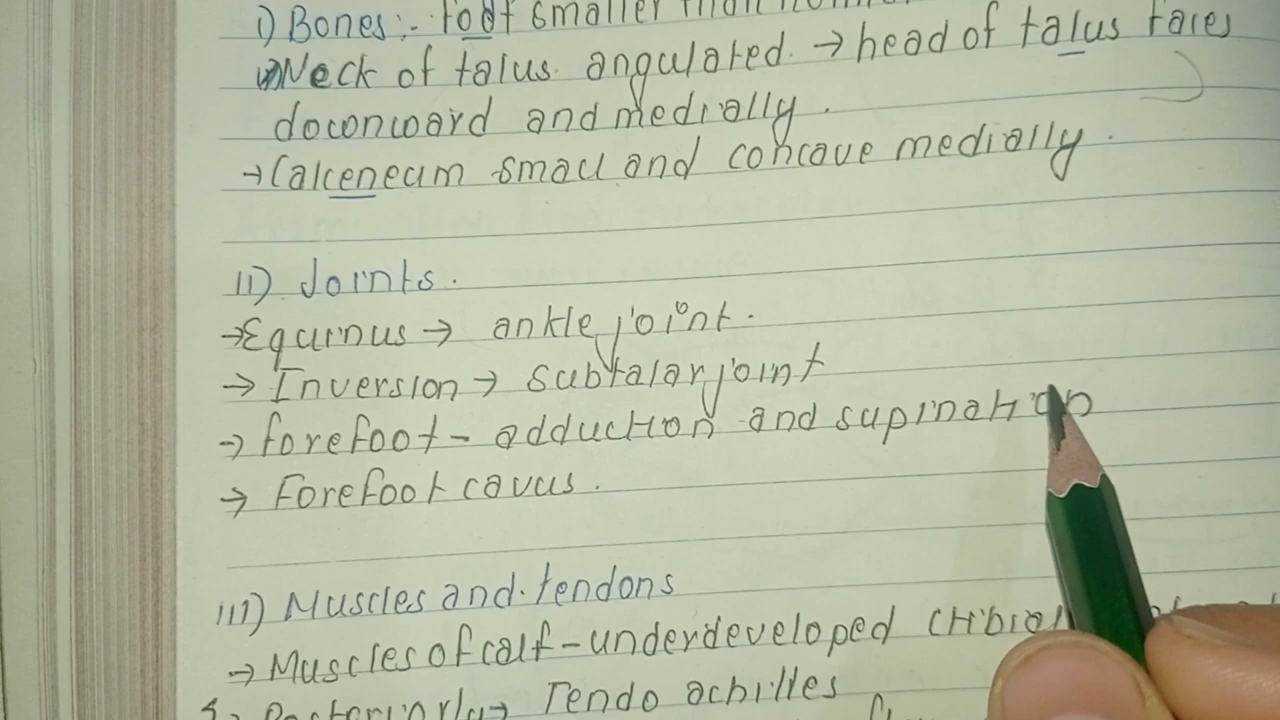 i) Bones:- foot smaller than
ii) Neck of talus angulated. → head of talus faces
downward and medially.
→ Calceneum small and concave medially.
II) Joints.
→ Equinus → ankle joint.
→ Inversion → subtalar joint
→ forefoot - adduction and supination
→ Forefoot cavus.
III) Muscles and tendons
→ Muscles of calf - underdeveloped
Posteriorly → Tendo achilles